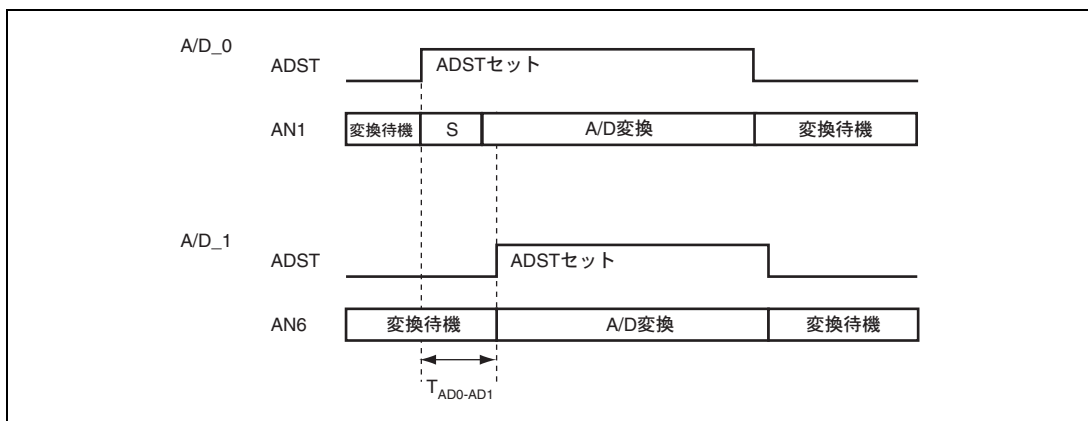 A/D_0
ADST
ADSTセット
AN1
変換待機
S
A/D変換
変換待機
A/D_1
ADST
ADSTセット
AN6
変換待機
A/D変換
変換待機
TAD0-AD1